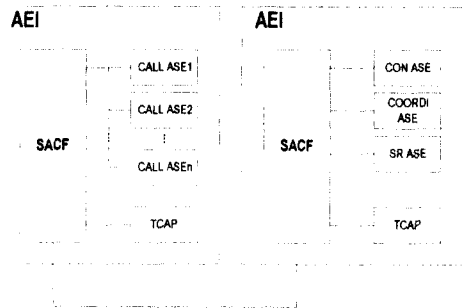 AEI
AEI
CALL ASE1
CALL ASE2
CALL ASEn
SACF
TCAP
CON ASE
COORDI
ASE
SR ASE
SACF
TCAP